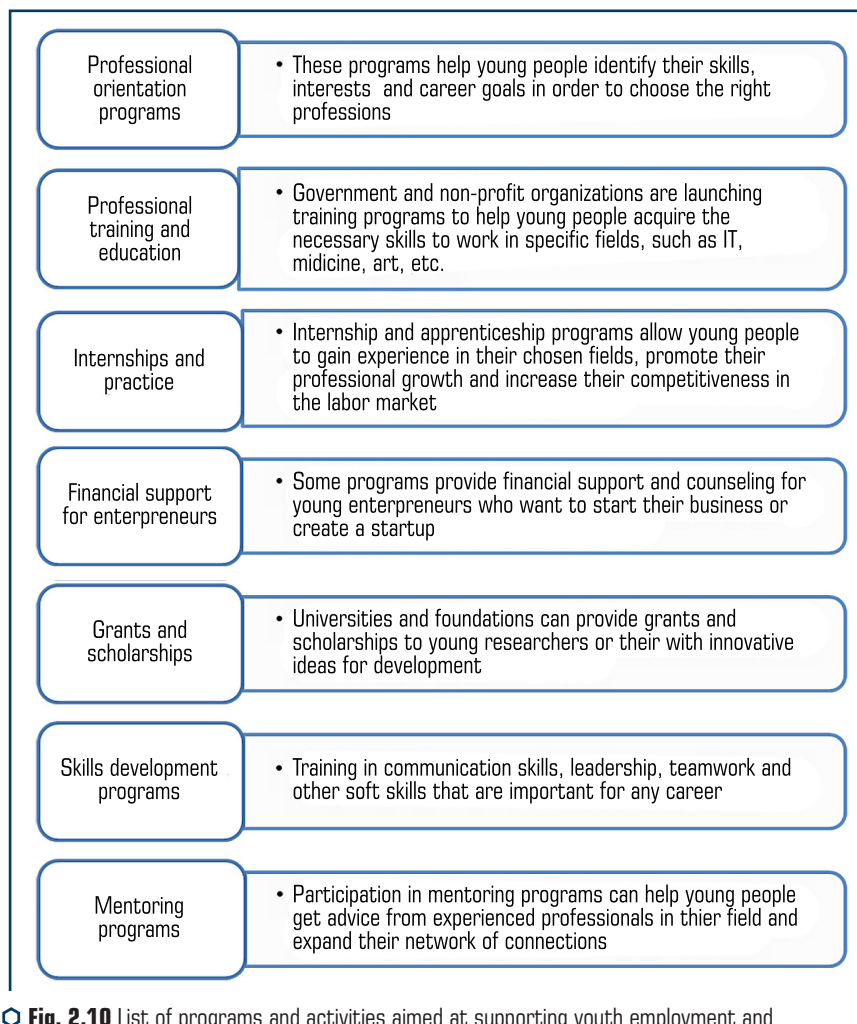 Professional
orientation
programs
• These programs help young people identify their skills,
interests and career goals in order to choose the right
professions
Professional
training and
education
• Government and non-profit organizations are launching
training programs to help young people acquire the
necessary skills to work in specific fields, such as IT,
midicine, art, etc.
Internships and
practice
• Internship and apprenticeship programs allow young people
to gain experience in their chosen fields, promote their
professional growth and increase their competitiveness in
the labor market
Financial support
for enterpreneurs
• Some programs provide financial support and counseling for
young enterpreneurs who want to start their business or
create a startup
Grants and
scholarships
• Universities and foundations can provide grants and
scholarships to young researchers or their with innovative
ideas for development
Skills development
programs
• Training in communication skills, leadership, teamwork and
other soft skills that are important for any career
Mentoring
programs
• Participation in mentoring programs can help young people
get advice from experienced professionals in thier field and
expand their network of connections
Fig. 2.10 List of programs and activities aimed at supporting youth employment and